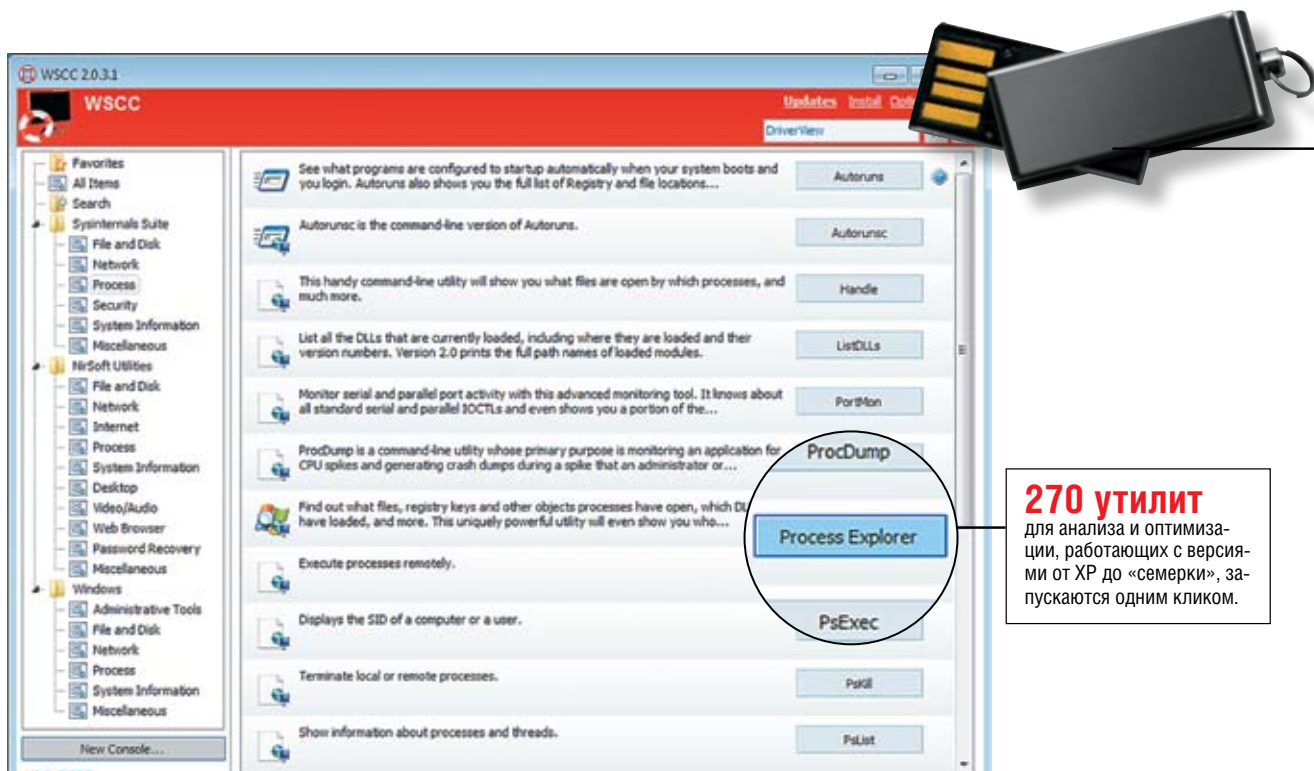 WSCC 2.0.3.1
WSCC
Updates Install
DriverView
Favorites
All Items
Search
Sysinternals Suite
File and Disk
Network
Process
Security
System Information
Miscellaneous
NirSoft Utilities
File and Disk
Network
Internet
Process
System Information
Desktop
Video/Audio
Web Browser
Password Recovery
Miscellaneous
Windows
Administrative Tools
File and Disk
Network
Process
System Information
Miscellaneous
New Console...
See what programs are configured to startup automatically when your system boots and
you login. Autoruns also shows you the full list of Registry and file locations...
Autoruns
Autorunsc is the command-line version of Autoruns.
Autorunsc
This handy command-line utility will show you what files are open by which processes, and
much more.
Handle
List all the DLLs that are currently loaded, including where they are loaded and their
version numbers. Version 2.0 prints the full path names of loaded modules.
ListDLLs
Monitor serial and parallel port activity with this advanced monitoring tool. It knows about
all standard serial and parallel IOCTLs and even shows you a portion of the...
PortMon
ProcDump is a command-line utility whose primary purpose is monitoring an application for
CPU spikes and generating crash dumps during a spike that an administrator or...
ProcDump
Find out what files, registry keys and other objects processes have open, which DL
have loaded, and more. This uniquely powerful utility will even show you who...
Process Explorer
Execute processes remotely.
PsExec
Displays the SID of a computer or a user.
Terminate local or remote processes.
PsKill
Show information about processes and threads.
PsList
270 утилит
для анализа и оптимиза-
ции, работающих с версия-
ми от XP до «семерки», за-
пускаются одним кликом.